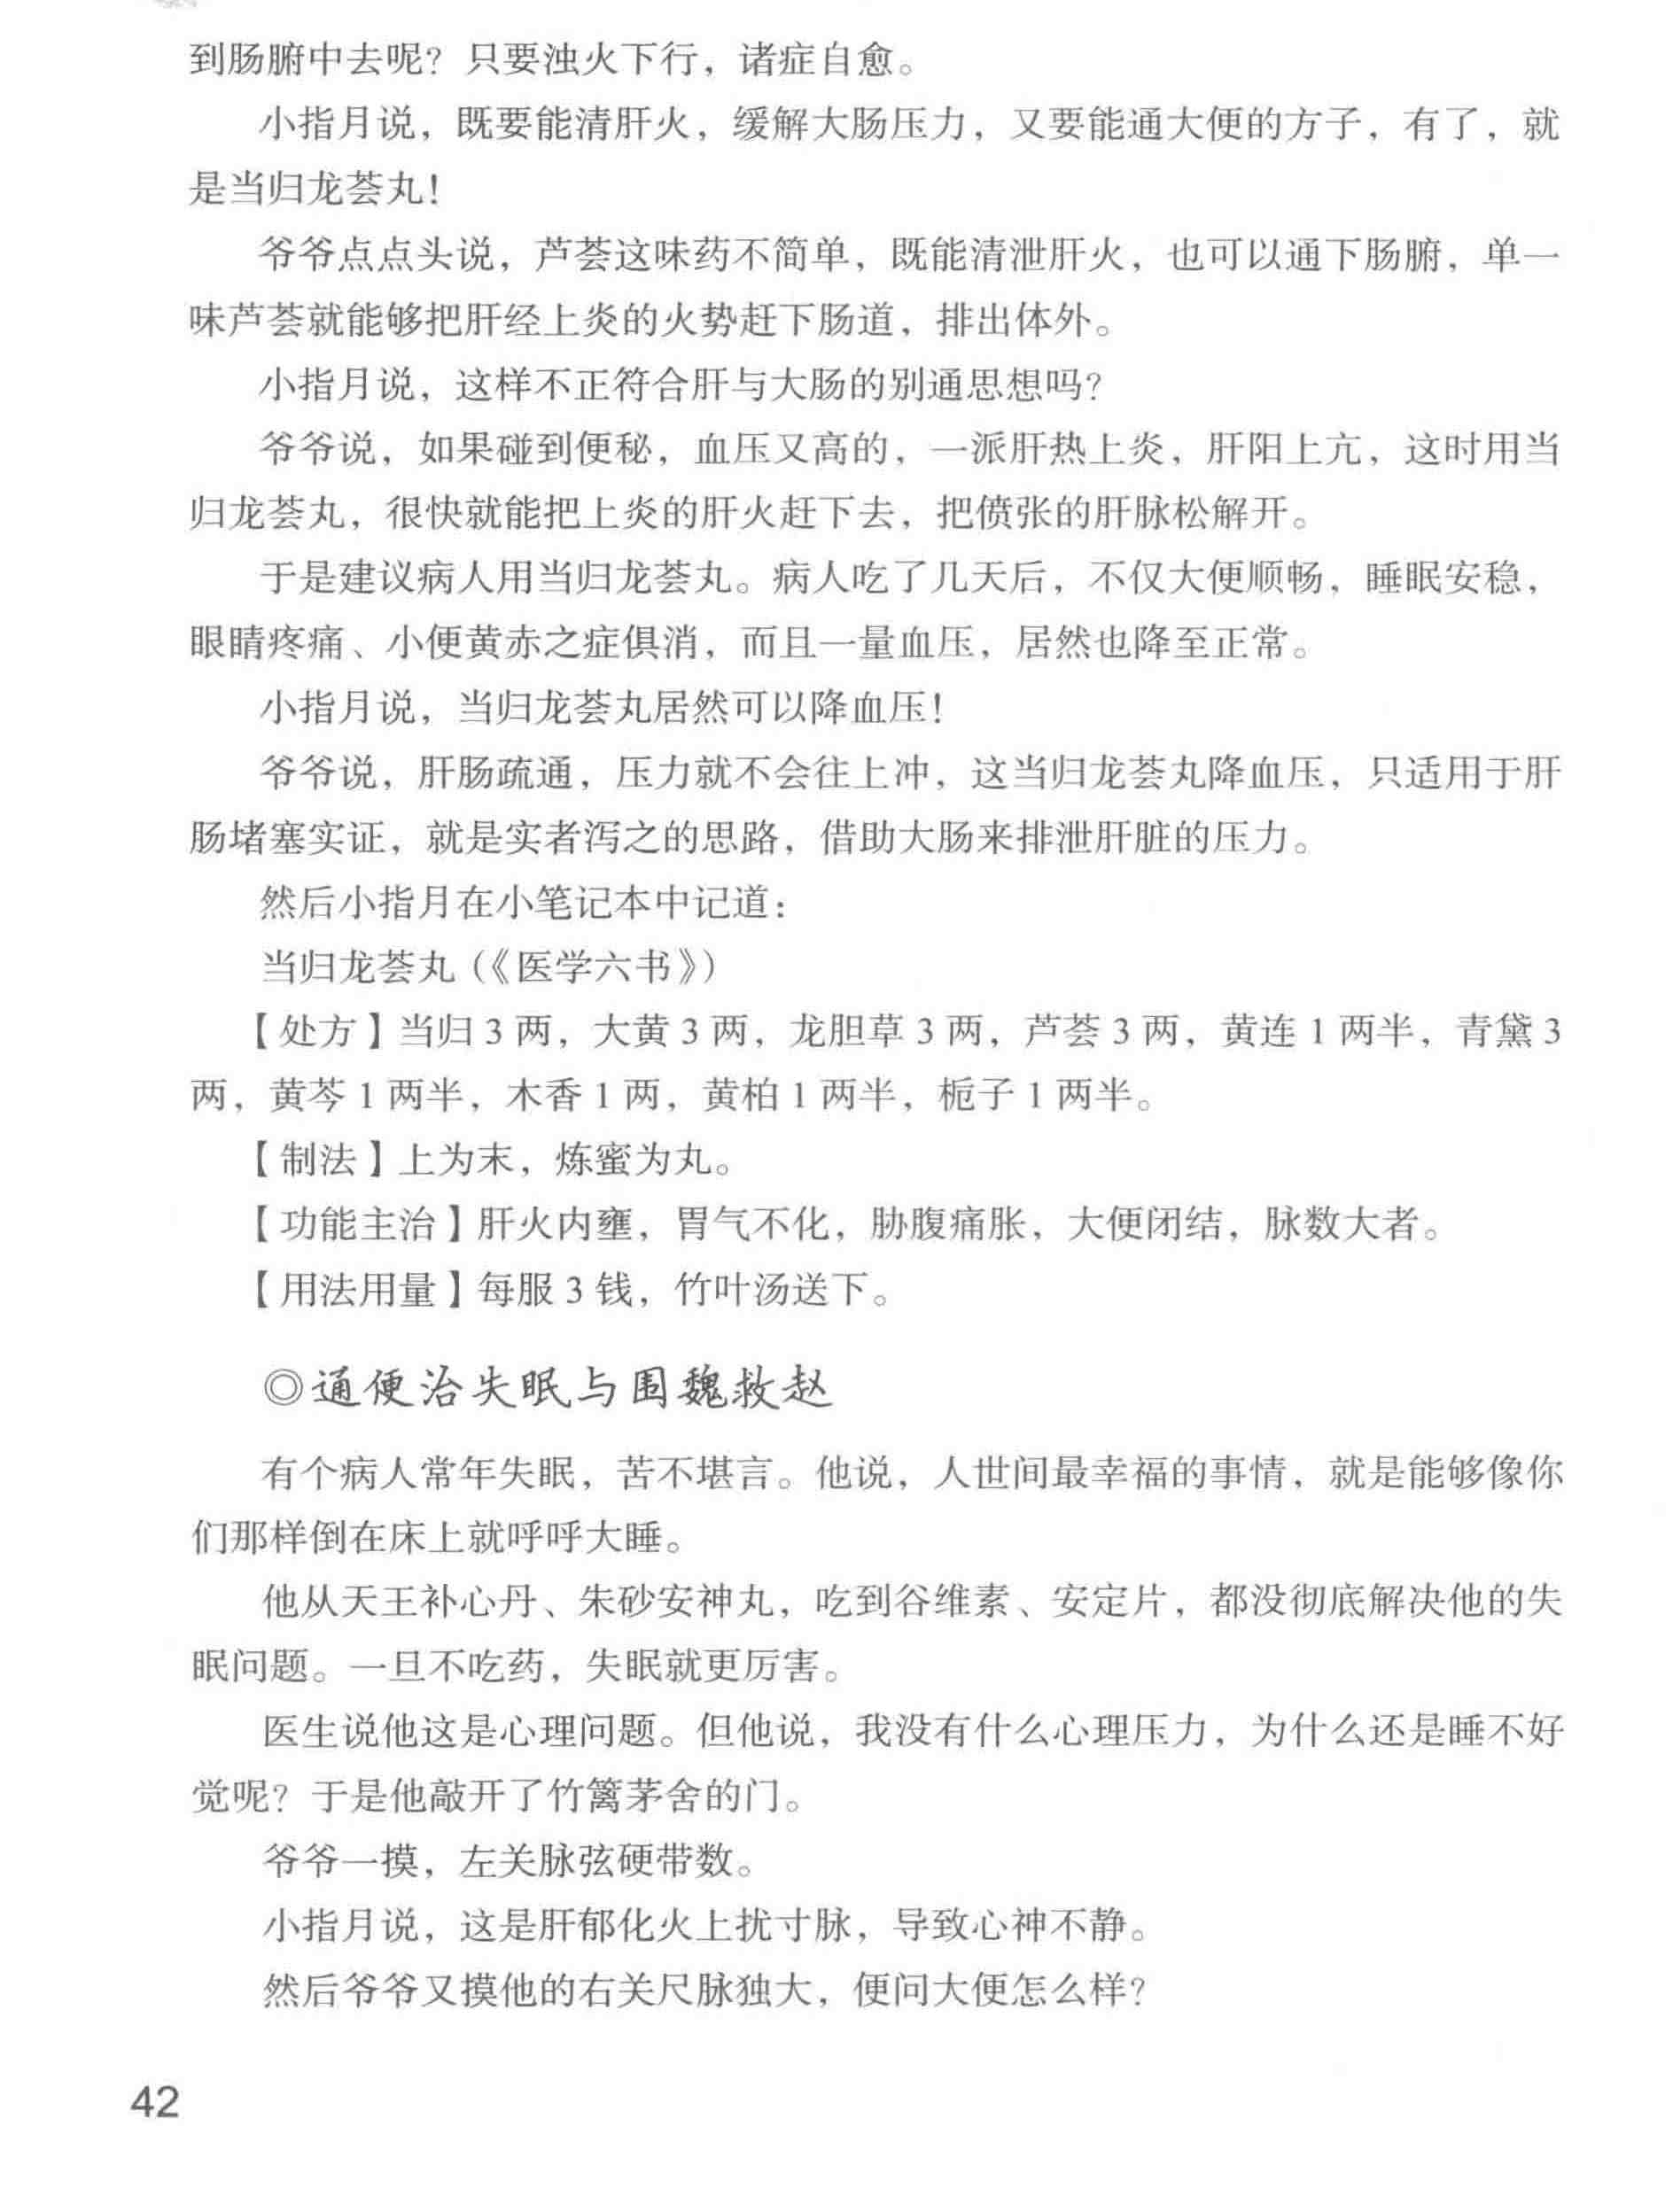 到肠腑中去呢？只要浊火下行，诸症自愈。
小指月说，既要能清肝火，缓解大肠压力，又要能通大便的方子，有了，就
是当归龙荟丸！
爷爷点点头说，芦荟这味药不简单，既能清泄肝火，也可以通下肠腑，单一
味芦荟就能够把肝经上炎的火势赶下肠道，排出体外。
小指月说，这样不正符合肝与大肠的别通思想吗？
爷爷说，如果碰到便秘，血压又高的，一派肝热上炎，肝阳上亢，这时用当
归龙荟丸，很快就能把上炎的肝火赶下去，把偾张的肝脉松解开。
于是建议病人用当归龙荟丸。病人吃了几天后，不仅大便顺畅，睡眠安稳，
眼睛疼痛、小便黄赤之症俱消，而且一量血压，居然也降至正常。
小指月说，当归龙荟丸居然可以降血压！
爷爷说，肝肠疏通，压力就不会往上冲，这当归龙荟丸降血压，只适用于肝
肠堵塞实证，就是实者泻之的思路，借助大肠来排泄肝脏的压力。
然后小指月在小笔记本中记道：
当归龙荟丸（《医学六书》）
【处方】当归 3 两，大黄 3 两，龙胆草 3 两，芦荟 3 两，黄连 1 两半，青黛 3
两，黄芩 1 两半，木香 1 两，黄柏 1 两半，栀子 1 两半。
【制法】上为末，炼蜜为丸。
【功能主治】肝火内壅，胃气不化，胁腹痛胀，大便闭结，脉数大者。
【用法用量】每服 3 钱，竹叶汤送下。
◎通便治失眠与围魏救赵
有个病人常年失眠，苦不堪言。他说，人世间最幸福的事情，就是能够像你
们那样倒在床上就呼呼大睡。
他从天王补心丹、朱砂安神丸，吃到谷维素、安定片，都没彻底解决他的失
眠问题。一旦不吃药，失眠就更厉害。
医生说他这是心理问题。但他说，我没有什么心理压力，为什么还是睡不好
觉呢？于是他敲开了竹篱茅舍的门。
爷爷一摸，左关脉弦硬带数。
小指月说，这是肝郁化火上扰寸脉，导致心神不静。
然后爷爷又摸他的右关尺脉独大，便问大便怎么样？
42